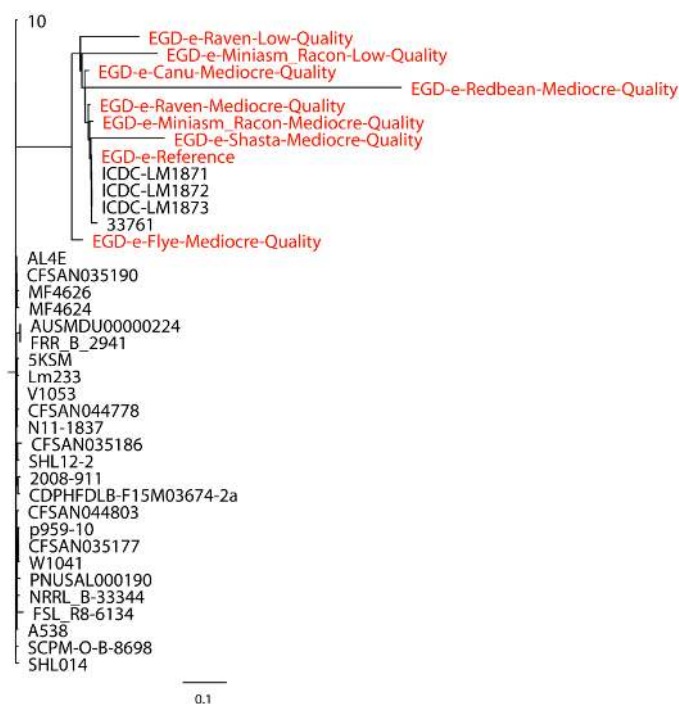 10
EGD-e-Raven-Low-Quality
EGD-e-Miniasm_Racon-Low-Quality
EGD-e-Canu-Mediocre-Quality
EGD-e-Redbean-Mediocre-Quality
EGD-e-Raven-Mediocre-Quality
EGD-e-Miniasm_Racon-Mediocre-Quality
EGD-e-Shasta-Mediocre-Quality
EGD-e-Reference
ICDC-LM1871
ICDC-LM1872
ICDC-LM1873
33761
EGD-e-Flye-Mediocre-Quality
AL4E
CFSAN035190
MF4626
MF4624
AUSMDU00000224
FRR_B_2941
5KSM
Lm233
V1053
CFSAN044778
N11-1837
CFSAN035186
SHL12-2
2008-911
CDPHFDLB-F15M03674-2a
CFSAN044803
p959-10
CFSAN035177
W1041
PNUSAL000190
NRRL_B-33344
FSL_R8-6134
A538
SCPM-O-B-8698
SHL014
0.1